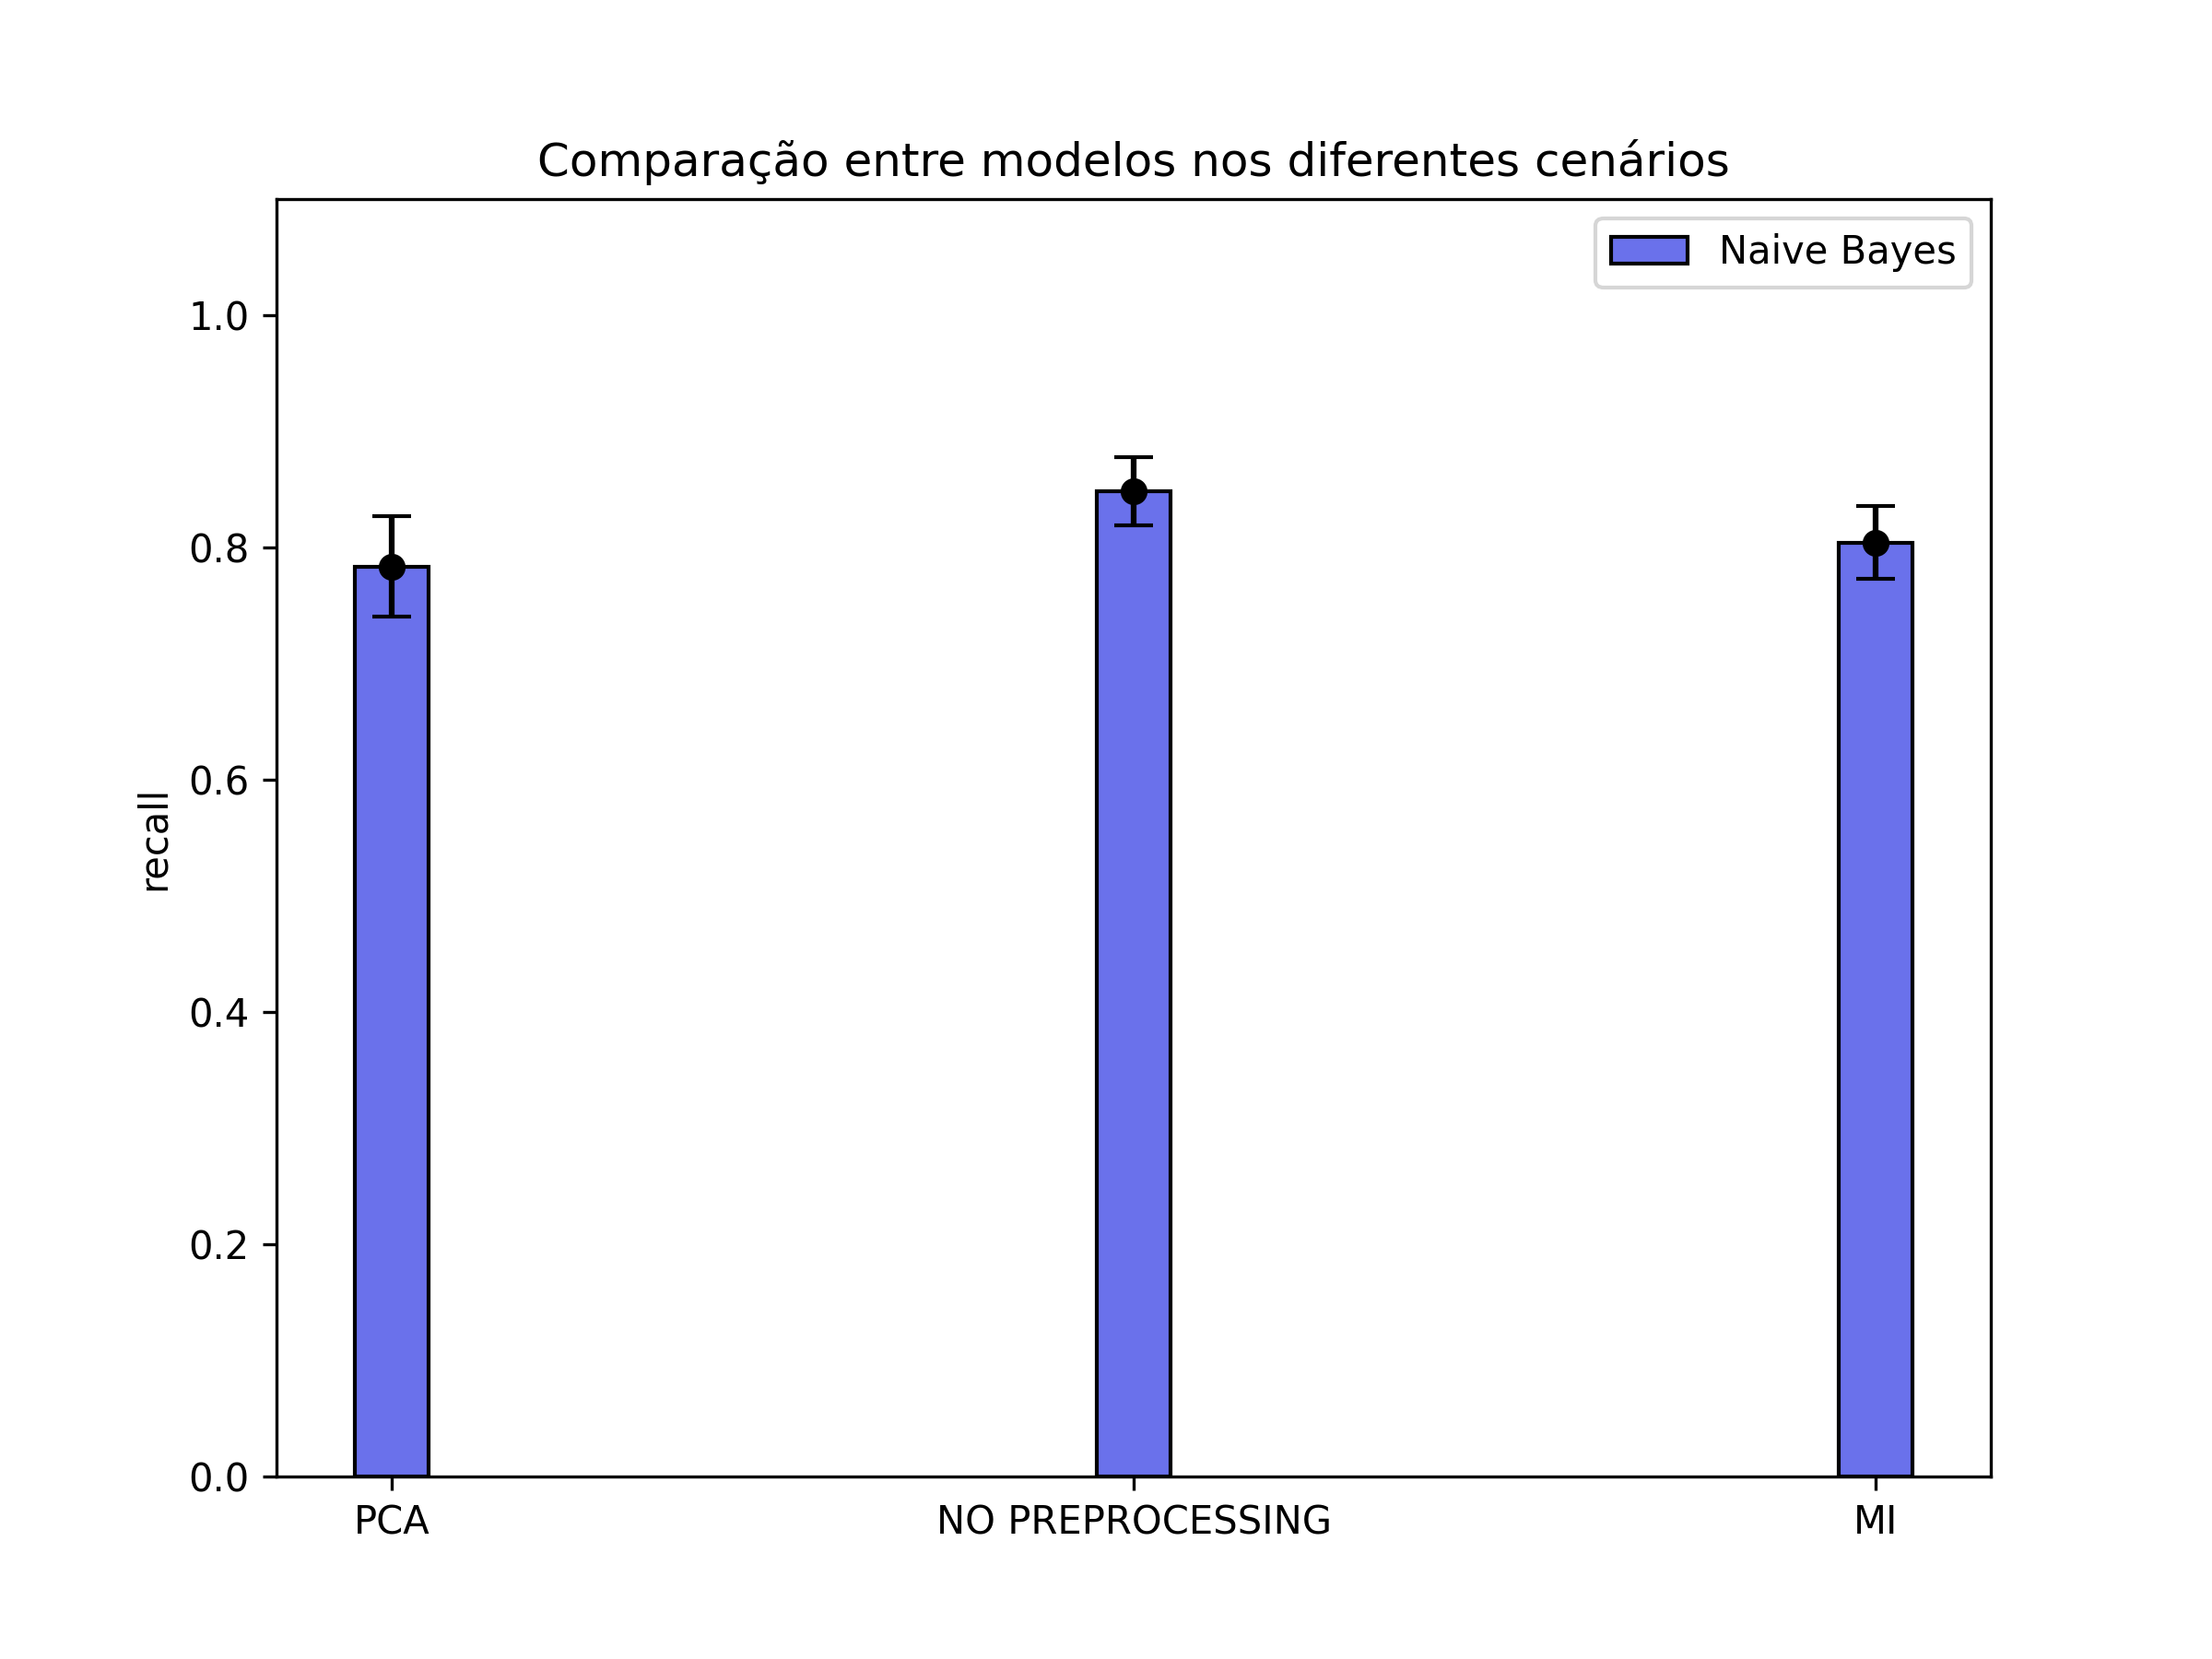 Comparação entre modelos nos diferentes cenários
Naive Bayes
1.0
0.8
0.6
0.4
0.2
0.0
recall
PCA
NO PREPROCESSING
MI